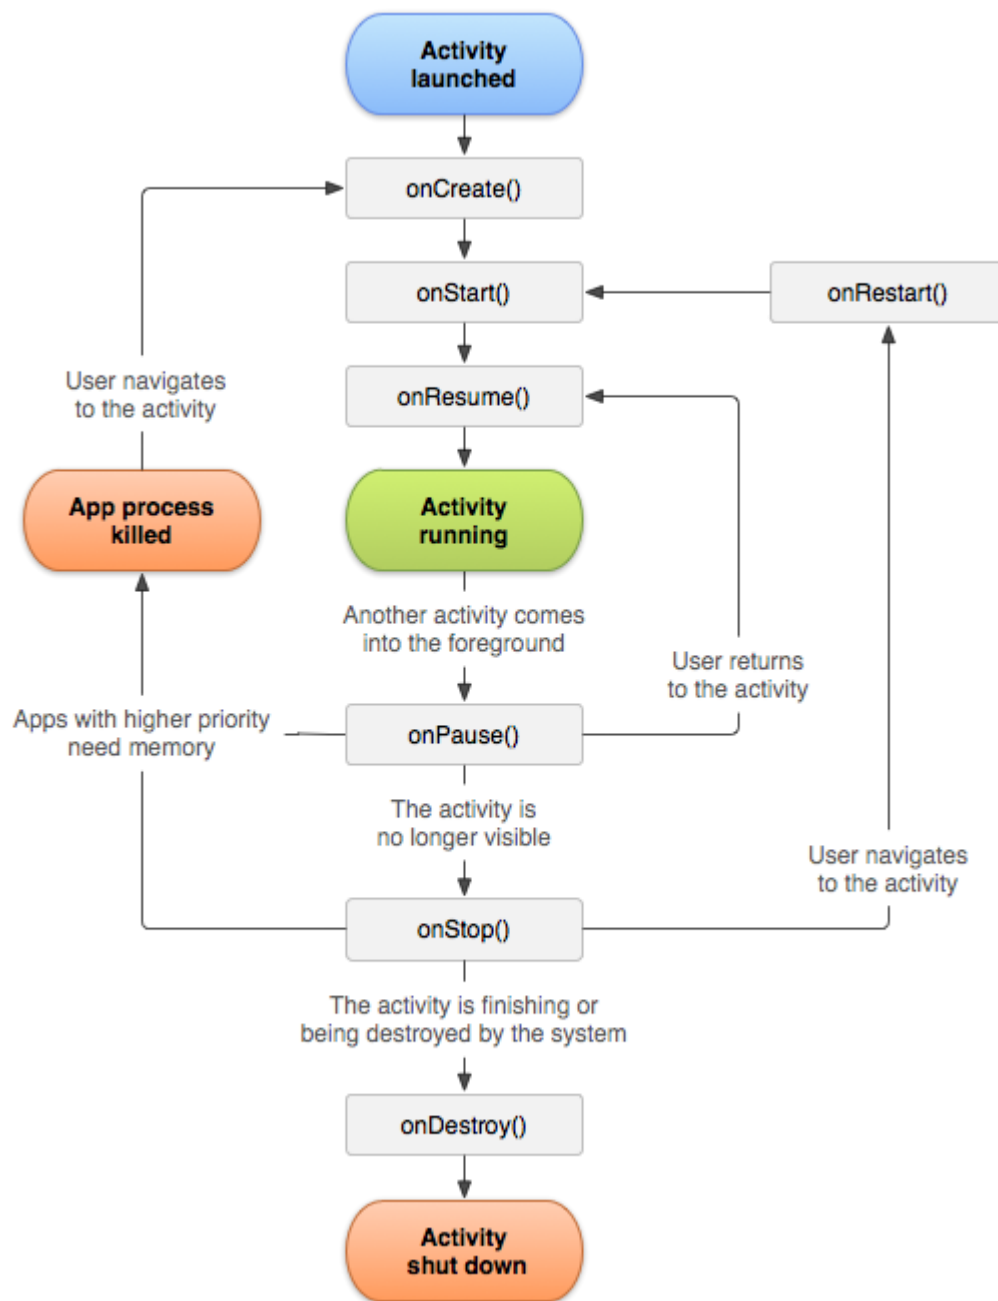 Activity
launched
onCreate()
onStart()
onRestart()
User navigates
to the activity
onResume()
App process
killed
Activity
running
Another activity comes
into the foreground
User returns
to the activity
Apps with higher priority
need memory
onPause()
The activity is
no longer visible
User navigates
to the activity
onStop()
The activity is finishing or
being destroyed by the system
onDestroy()
Activity
shut down